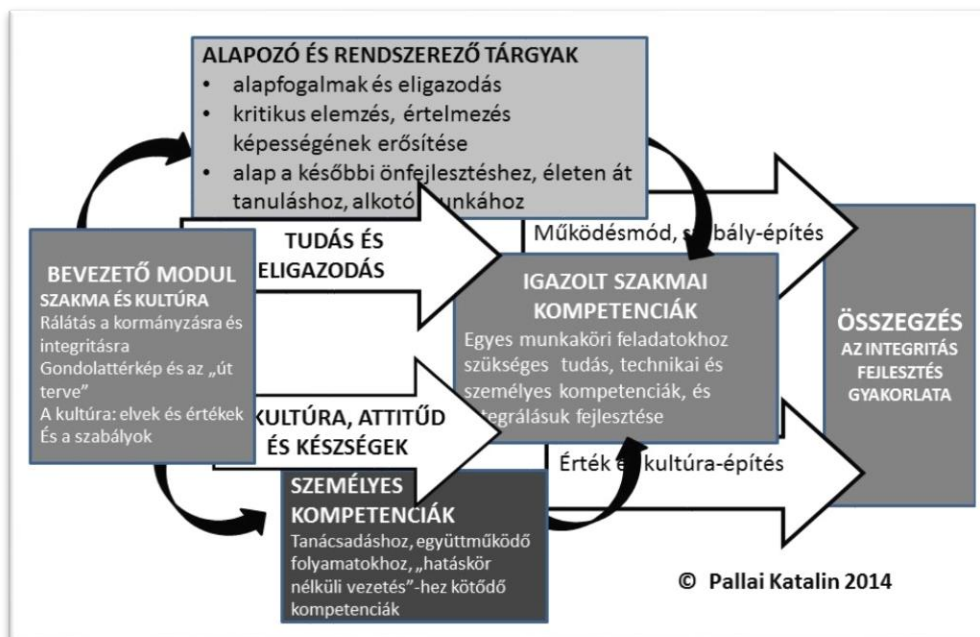 ALAPOZÓ ÉS RENDSZEREZŐ TÁRGYAK
• alapfogalmak és eligazodás
• kritikus elemzés, értelmezés
képességének erősítése
• alap a későbbi önfejlesztéshez, életen át
tanuláshoz, alkotó munkához
TUDÁS ÉS
ELIGAZODÁS
Működésmód, szabály-építés
BEVEZETŐ MODUL
SZAKMA ÉS KULTÚRA
Rálátás a kormányzásra és
integritásra
Gondolattérkép és az „út
terve”
A kultúra: elvek és értékek
És a szabályok
IGAZOLT SZAKMAI
KOMPETENCIÁK
Egyes munkaköri feladatokhoz
szükséges tudás, technikai és
személyes kompetenciák, és
integrálásuk fejlesztése
ÖSSZEGZÉS
AZ INTEGRITÁS
FEJLESZTÉS
GYAKORLATA
KULTÚRA, ATTITŰD
ÉS KÉSZSÉGEK
Érték és kultúra-építés
SZEMÉLYES
KOMPETENCIÁK
Tanácsadáshoz, együttműködő
folyamatokhoz, „hatáskör
nélküli vezetés”-hez kötődő
kompetenciák
© Pallai Katalin 2014